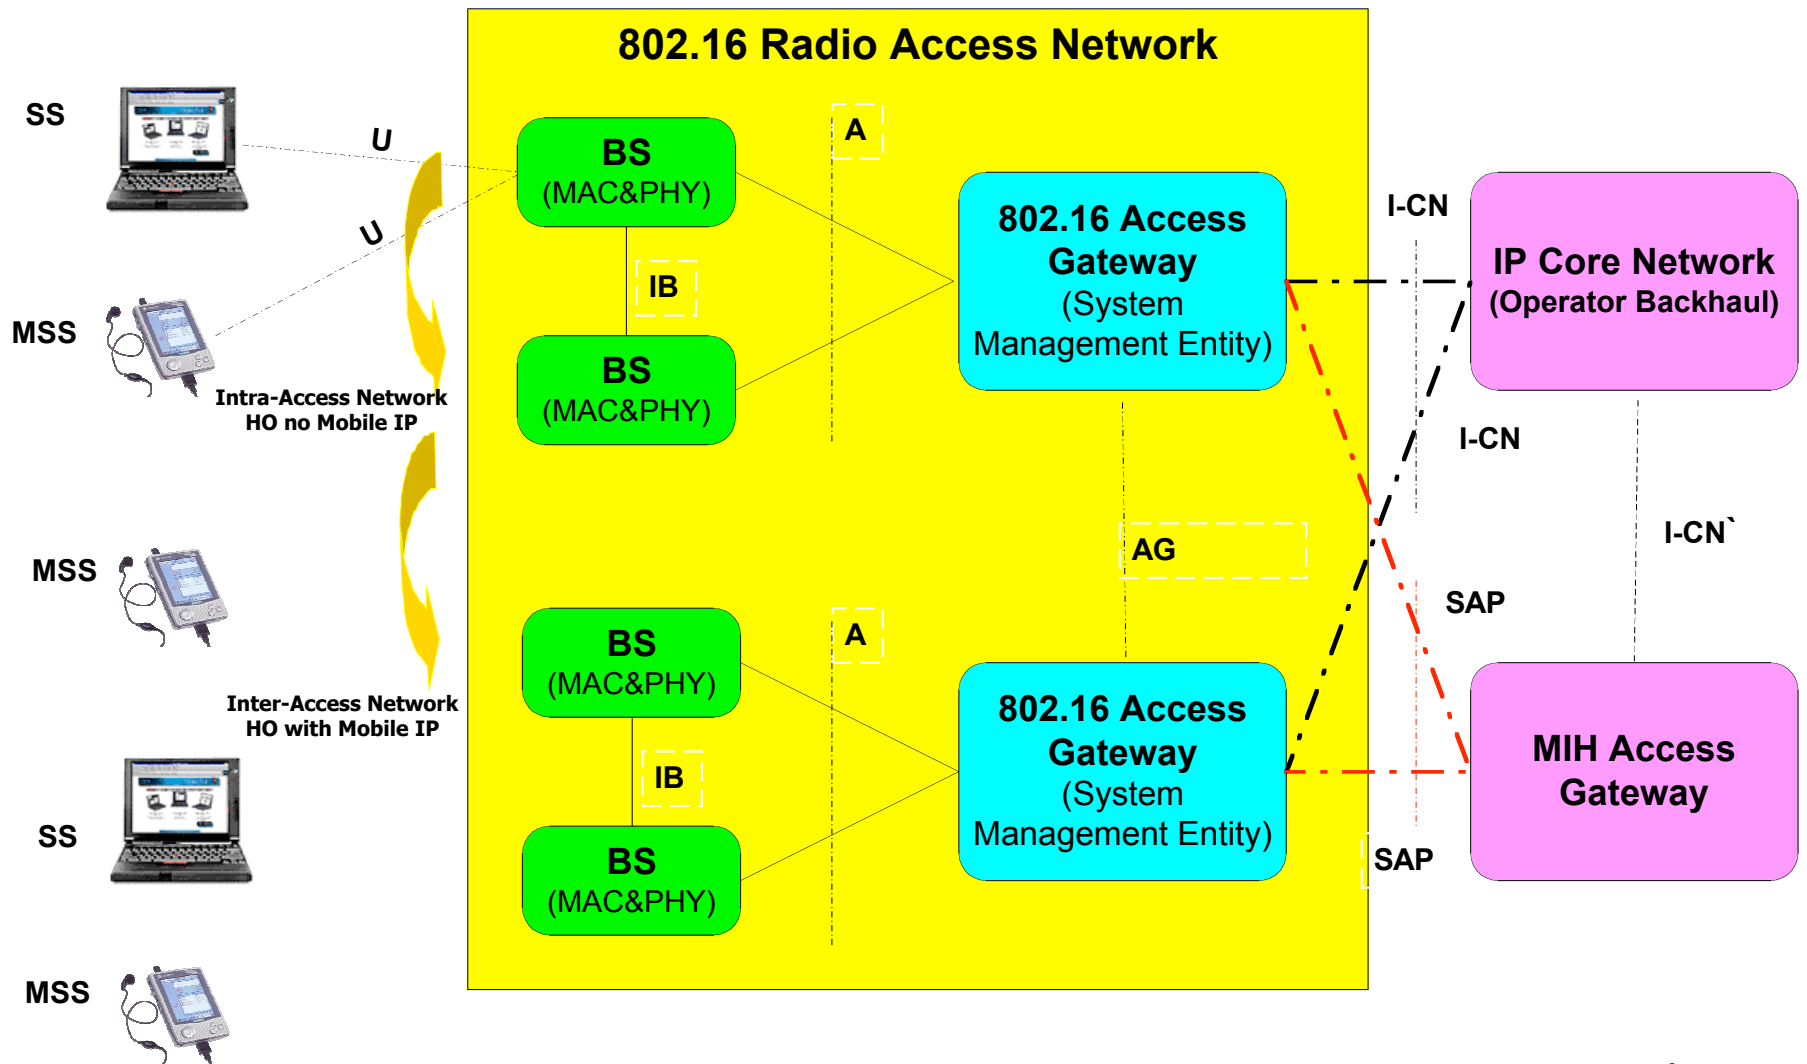 802.16 Radio Access Network
SS
U
U
BS
(MAC&PHY)
A
IB
802.16 Access
Gateway
(System
Management Entity)
I-CN
IP Core Network
(Operator Backhaul)
MSS
BS
(MAC&PHY)
Intra-Access Network
HO no Mobile IP
I-CN
MSS
AG
I-CN`
SAP
BS
(MAC&PHY)
A
Inter-Access Network
HO with Mobile IP
IB
802.16 Access
Gateway
(System
Management Entity)
MIH Access
Gateway
SS
BS
(MAC&PHY)
SAP
MSS